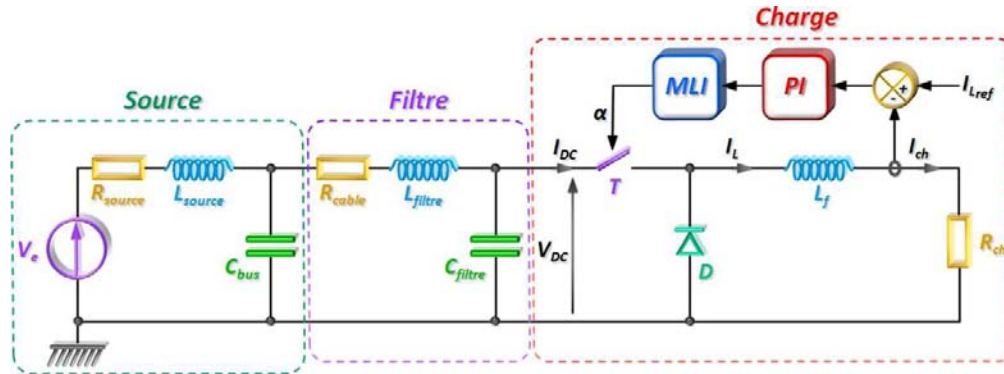 Charge
Source
Filtre
MLI
PI
+
-
I_Lref
α
I_DC
T
I_L
I_ch
R_source
L_source
R_cable
L_filtre
L_f
V_e
C_bus
C_filtre
V_DC
D
R_ch